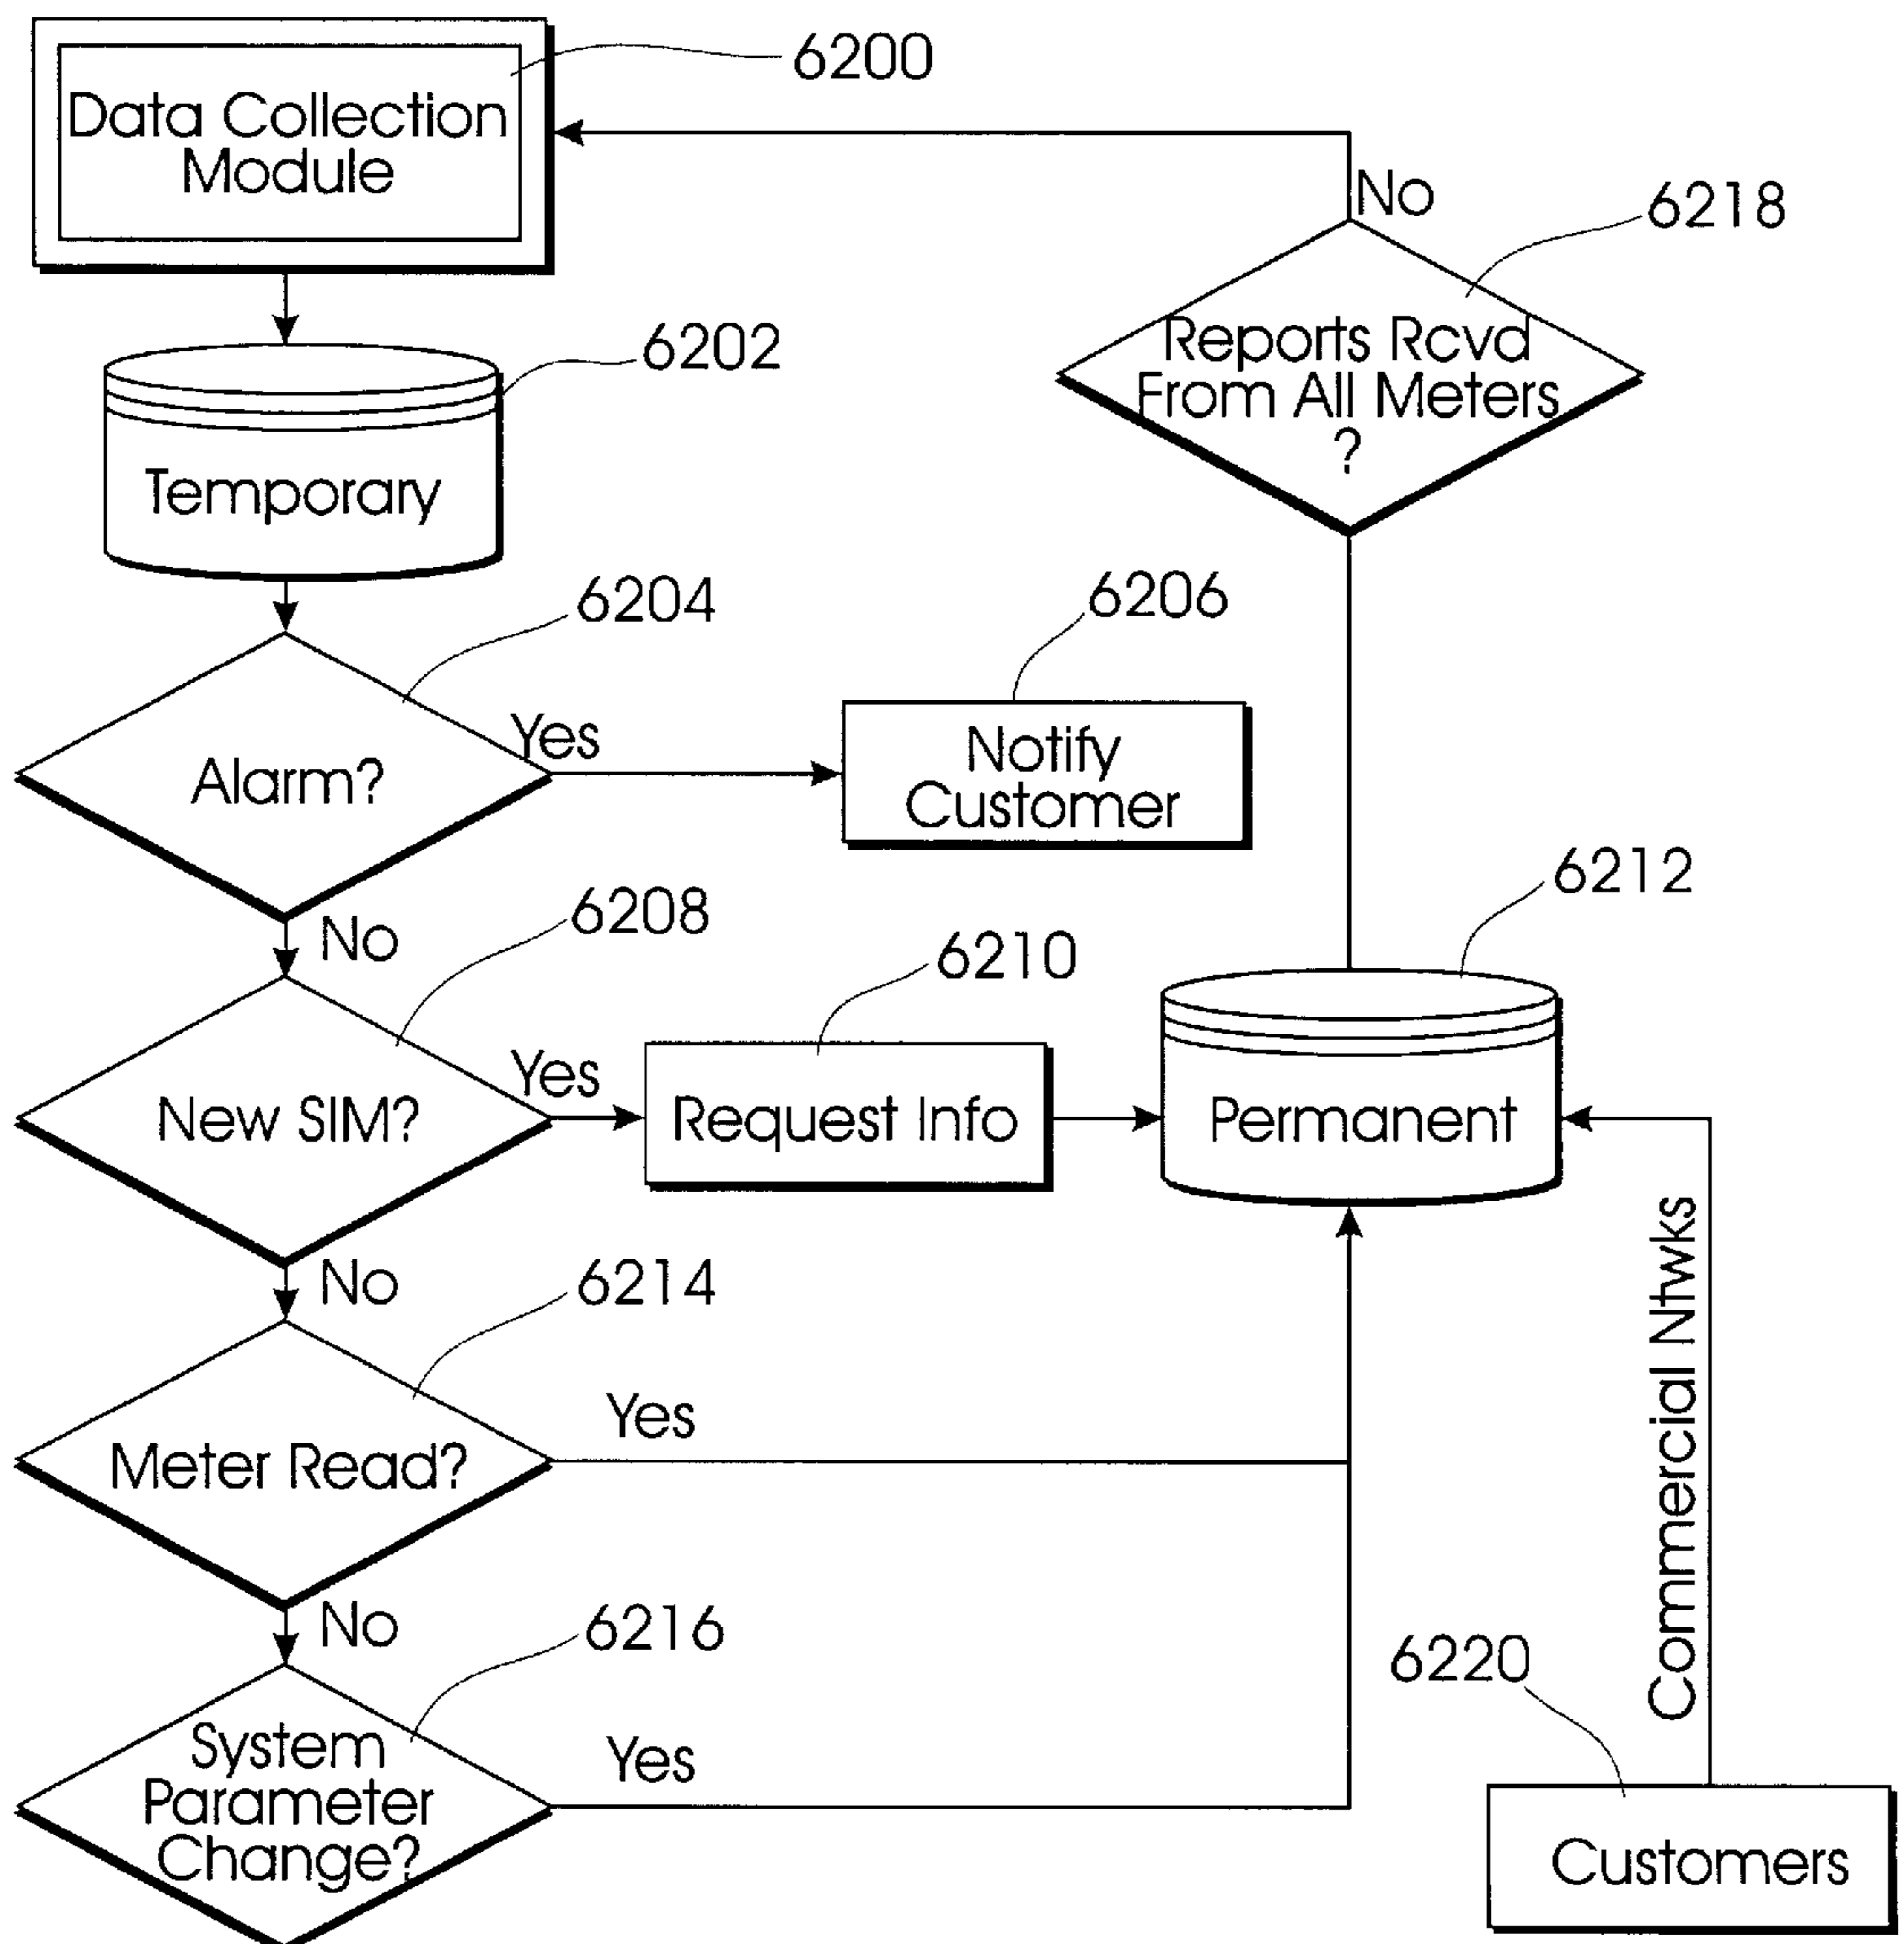 6200
Data Collection
Module
No
6218
6202
Reports Rcvd
From All Meters
?
Temporary
6204
6206
Yes
Notify
Customer
Alarm?
6212
No
6208
6210
Yes
New SIM?
Request Info
Permanent
No
6214
Commercial Ntwks
Yes
Meter Read?
No
6216
6220
System
Parameter
Change?
Yes
Customers